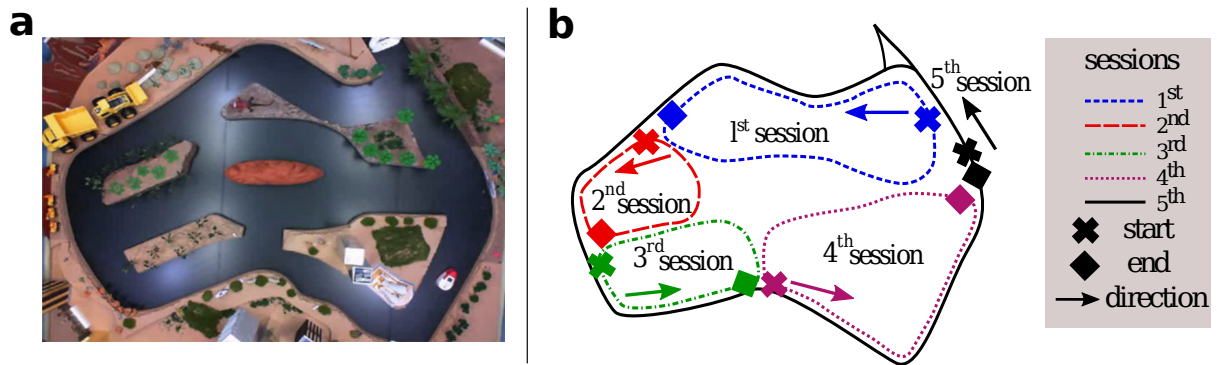 a
b
5th session
1st session
2nd session
3rd session
4th session
sessions
1st
2nd
3rd
4th
5th
start
end
direction